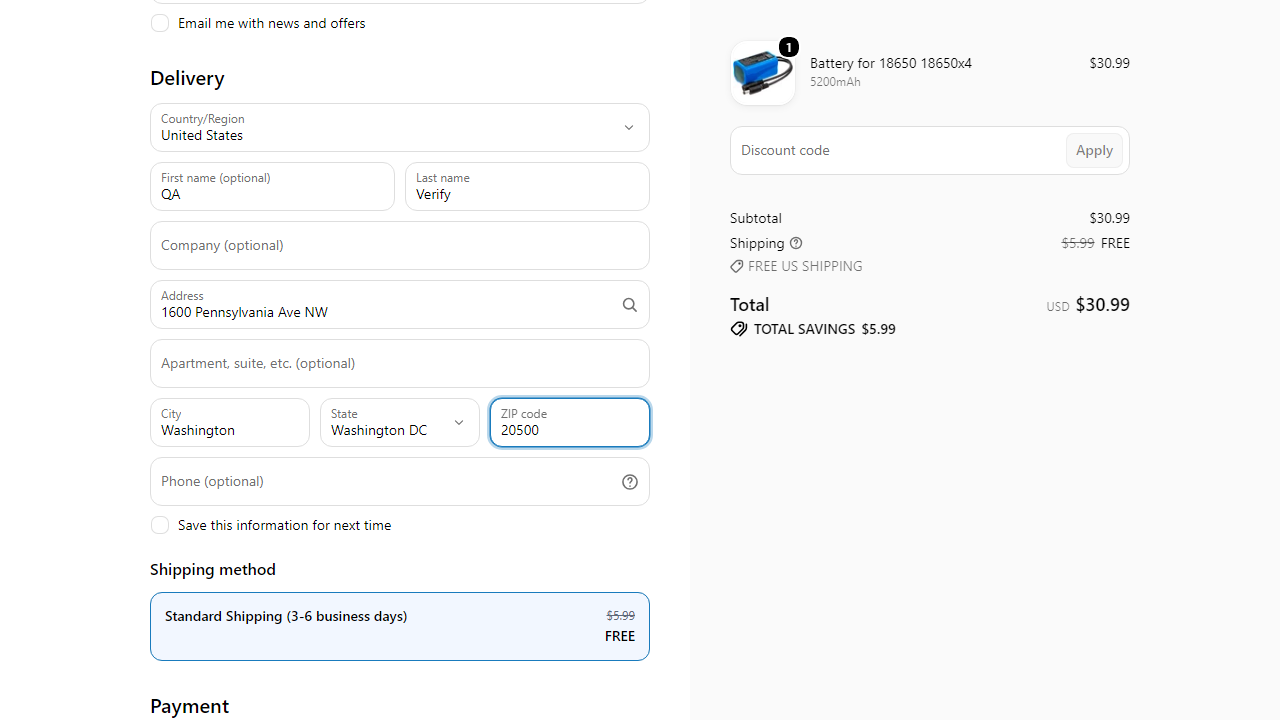 Email me with news and offers
Delivery
Country/Region
United States
First name (optional)
QA
Last name
Verify
Company (optional)
Address
1600 Pennsylvania Ave NW
Apartment, suite, etc. (optional)
City
Washington
State
Washington DC
ZIP code
20500
Phone (optional)
Save this information for next time
Shipping method
Standard Shipping (3-6 business days)
$5.99
FREE
Payment
1
Battery for 18650 18650x4
$30.99
5200mAh
Discount code
Apply
Subtotal
$30.99
Shipping
$5.99 FREE
FREE US SHIPPING
Total
USD $30.99
TOTAL SAVINGS $5.99